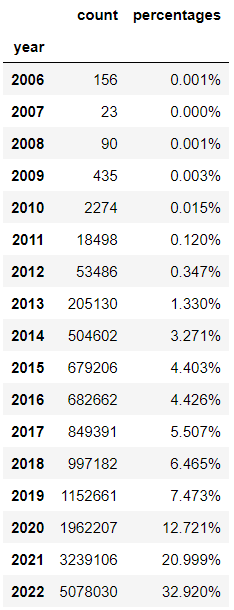 count percentages
year
2006 156 0.001%
2007 23 0.000%
2008 90 0.001%
2009 435 0.003%
2010 2274 0.015%
2011 18498 0.120%
2012 53486 0.347%
2013 205130 1.330%
2014 504602 3.271%
2015 679206 4.403%
2016 682662 4.426%
2017 849391 5.507%
2018 997182 6.465%
2019 1152661 7.473%
2020 1962207 12.721%
2021 3239106 20.999%
2022 5078030 32.920%